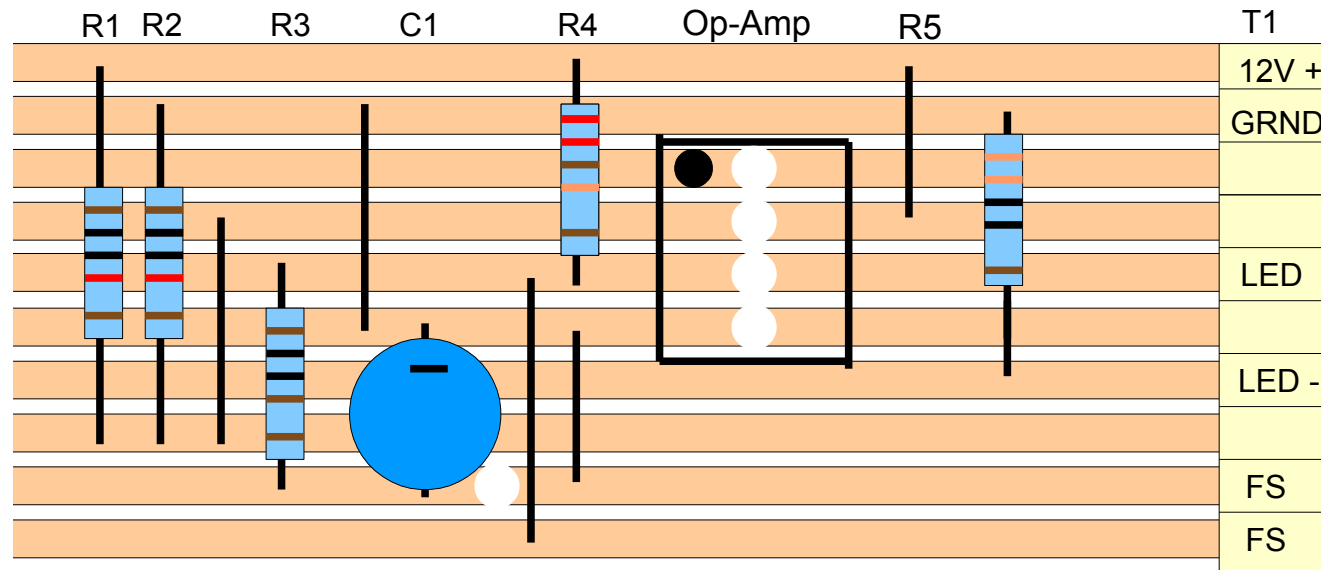 R1 R2 R3 C1 R4 Op-Amp R5 T1
12V +
GRND
LED
LED -
FS
FS